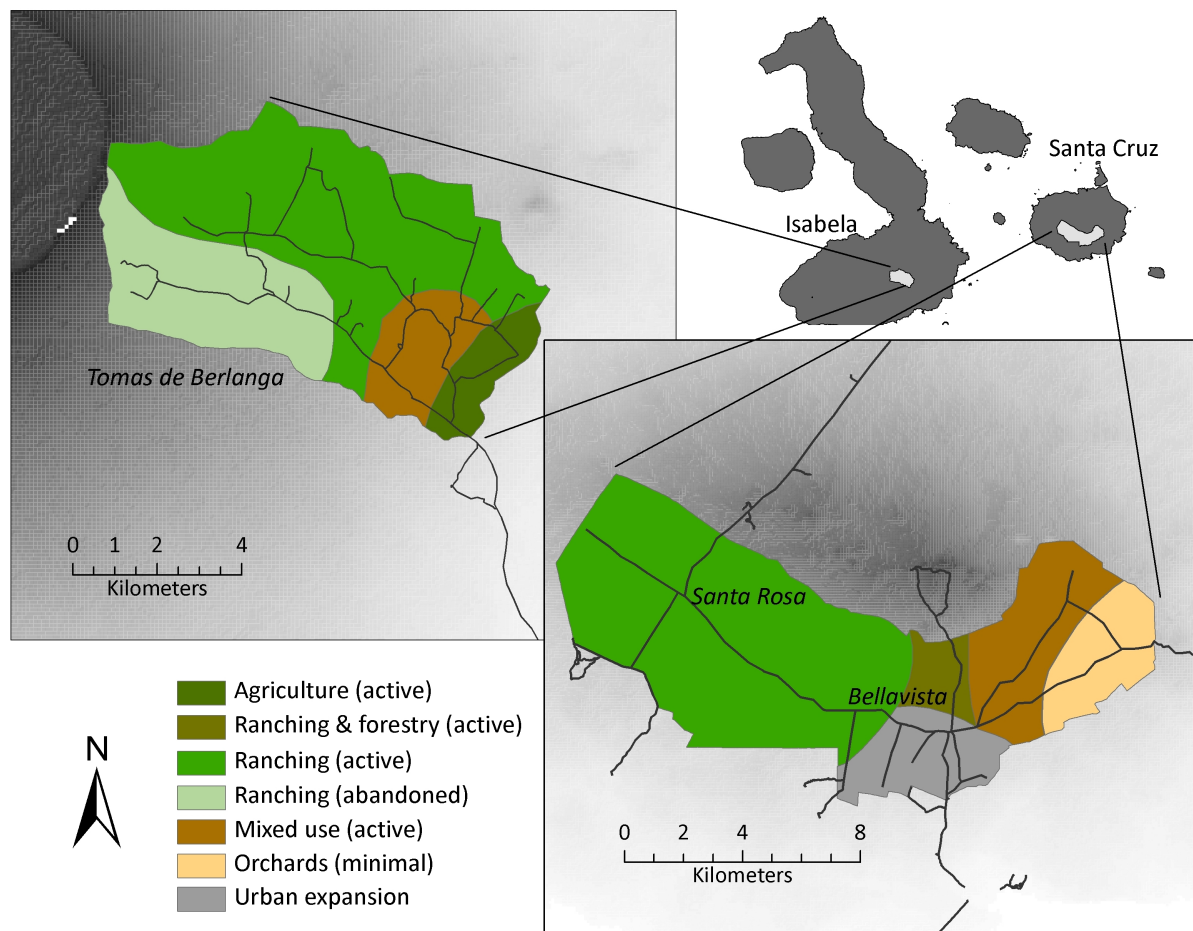 Santa Cruz
Isabela
Tomas de Berlanga
0 1 2 4
Kilometers
Santa Rosa
Bellavista
0 2 4 8
Kilometers
N
Agriculture (active)
Ranching & forestry (active)
Ranching (active)
Ranching (abandoned)
Mixed use (active)
Orchards (minimal)
Urban expansion